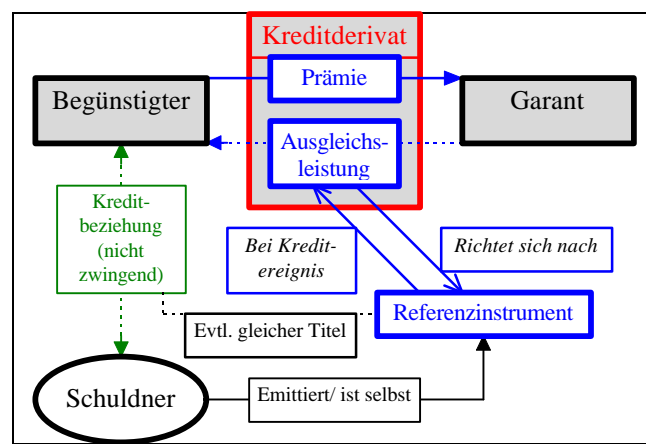 Kreditderivat
Prämie
Begünstigter
Garant
Ausgleichs-
leistung
Kredit-
beziehung
(nicht
zwingend)
Bei Kredit-
ereignis
Richtet sich nach
Referenzinstrument
Evtl. gleicher Titel
Schuldner
Emittiert/ ist selbst